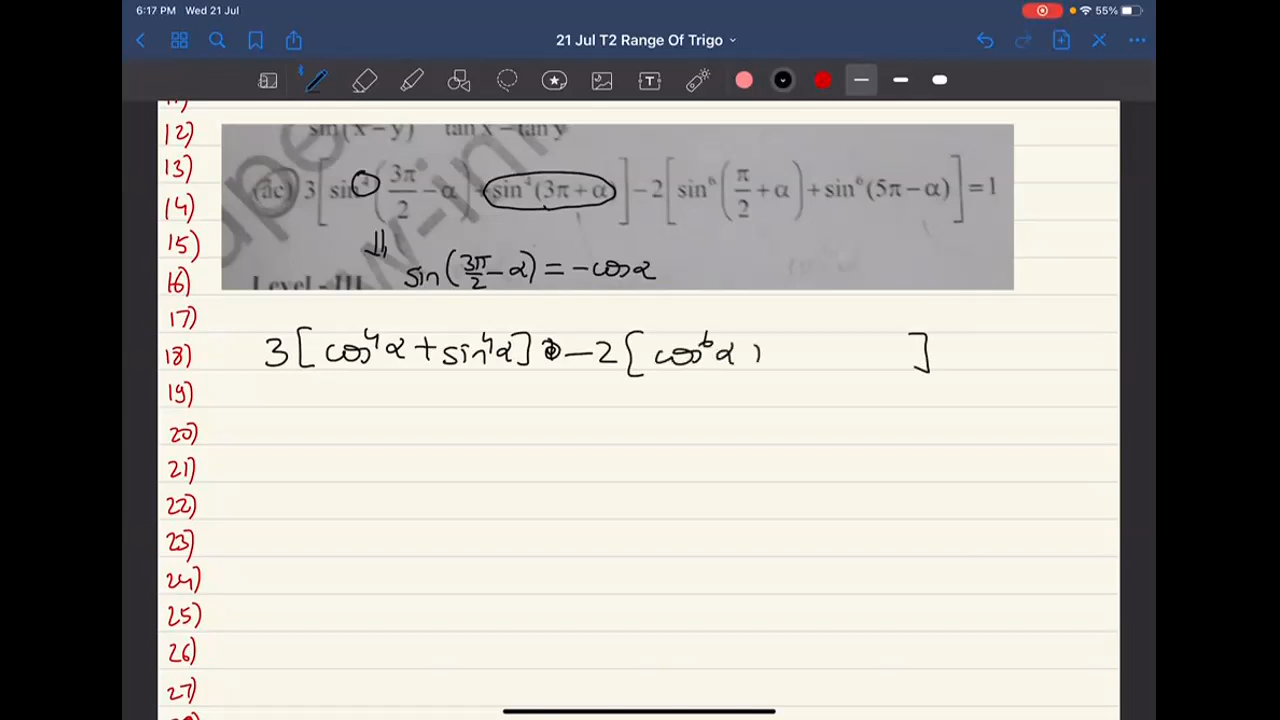 6:17 PM Wed 21 Jul
55%
21 Jul T2 Range Of Trigo
11)
12)
sin(x−y) tan x − tan y
13)
(ac) 3[sin⁴(3π/2 − α) + sin⁴(3π+α)] − 2[sin⁶(π/2 + α) + sin⁶(5π−α)] = 1
14)
15)
16)
Level - III
sin(3π/2 − α) = −cosα
17)
18)
3[cos⁴α + sin⁴α] − 2[cos⁶α ]
19)
20)
21)
22)
23)
24)
25)
26)
27)